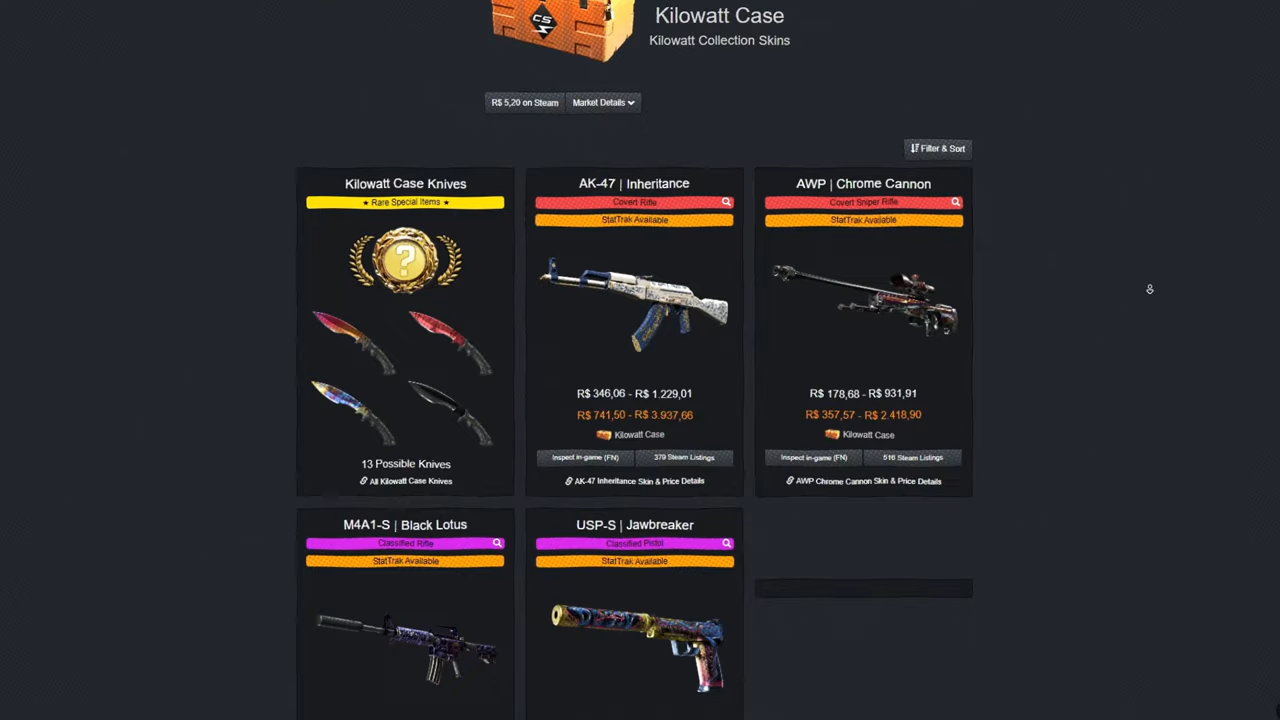 CS
Kilowatt Case
Kilowatt Collection Skins
R$ 5,20 on Steam
Market Details
Filter & Sort
Kilowatt Case Knives
★ Rare Special Items ★
?
13 Possible Knives
All Kilowatt Case Knives
AK-47 | Inheritance
Covert Rifle
StatTrak Available
R$ 346,06 - R$ 1.229,01
R$ 741,50 - R$ 3.937,66
Kilowatt Case
Inspect in-game (FN)
379 Steam Listings
AK-47 Inheritance Skin & Price Details
AWP | Chrome Cannon
Covert Sniper Rifle
StatTrak Available
R$ 178,68 - R$ 931,91
R$ 357,57 - R$ 2.418,90
Kilowatt Case
Inspect in-game (FN)
516 Steam Listings
AWP Chrome Cannon Skin & Price Details
M4A1-S | Black Lotus
Classified Rifle
StatTrak Available
USP-S | Jawbreaker
Classified Pistol
StatTrak Available